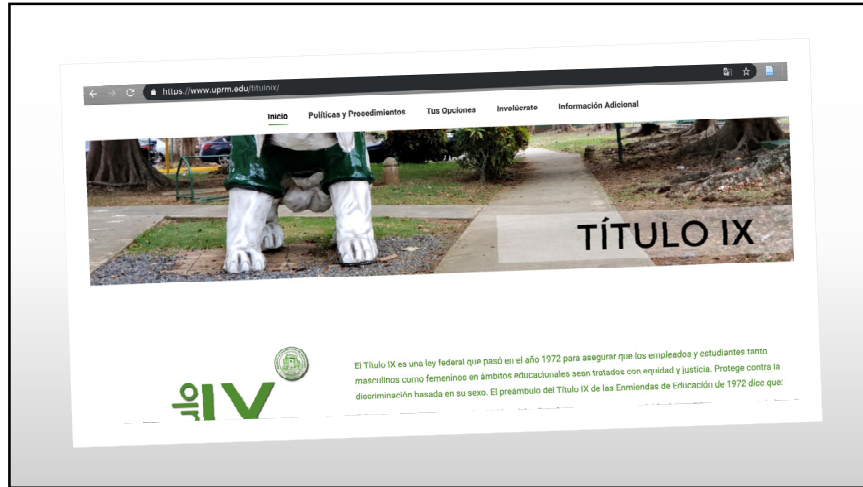 https://www.uprm.edu/tituloix/
Inicio Políticas y Procedimientos Tus Opciones Involúcrate Información Adicional
TÍTULO IX
El Título IX es una ley federal que pasó en el año 1972 para asegurar que los empleados y estudiantes tanto
masculinos como femeninos en ámbitos educacionales sean tratados con equidad y justicia. Protege contra la
discriminación basada en su sexo. El preámbulo del Título IX de las Enmiendas de Educación de 1972 dice que: